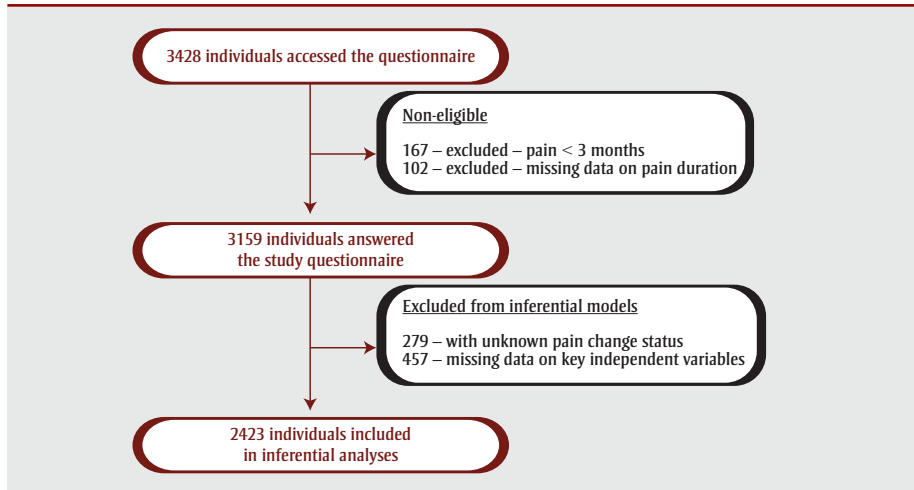 3428 individuals accessed the questionnaire
Non-eligible
167 – excluded – pain < 3 months
102 – excluded – missing data on pain duration
3159 individuals answered
the study questionnaire
Excluded from inferential models
279 – with unknown pain change status
457 – missing data on key independent variables
2423 individuals included
in inferential analyses